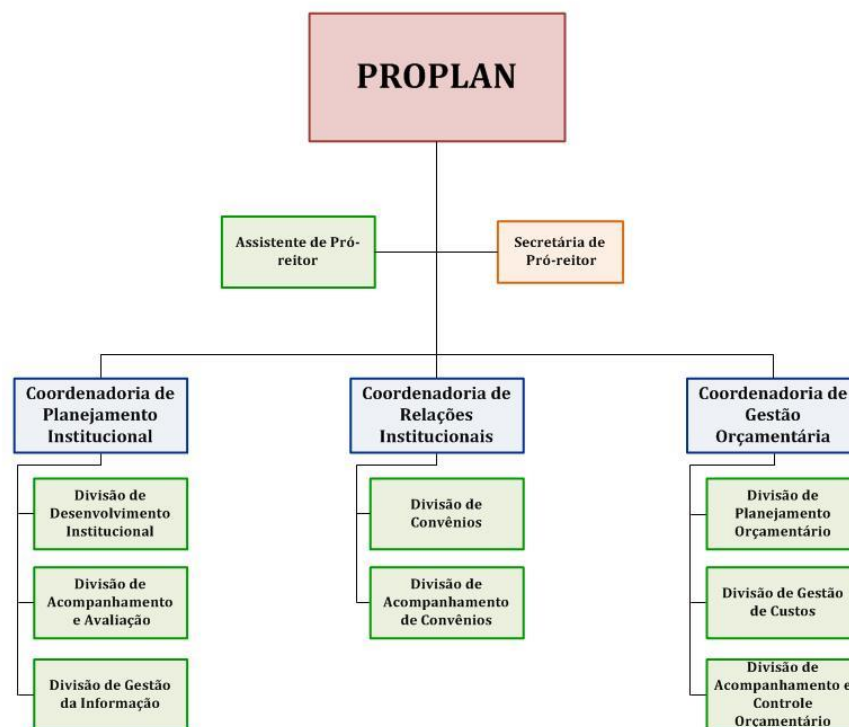 PROPLAN
Assistente de Pró-
reitor
Secretária de
Pró-reitor
Coordenadoria de
Planejamento
Institucional
Divisão de
Desenvolvimento
Institucional
Divisão de
Acompanhamento
e Avaliação
Divisão de Gestão
da Informação
Coordenadoria de
Relações
Institucionais
Divisão de
Convênios
Divisão de
Acompanhamento
de Convênios
Coordenadoria de
Gestão
Orçamentária
Divisão de
Planejamento
Orçamentário
Divisão de Gestão
de Custos
Divisão de
Acompanhamento e
Controle
Orçamentário